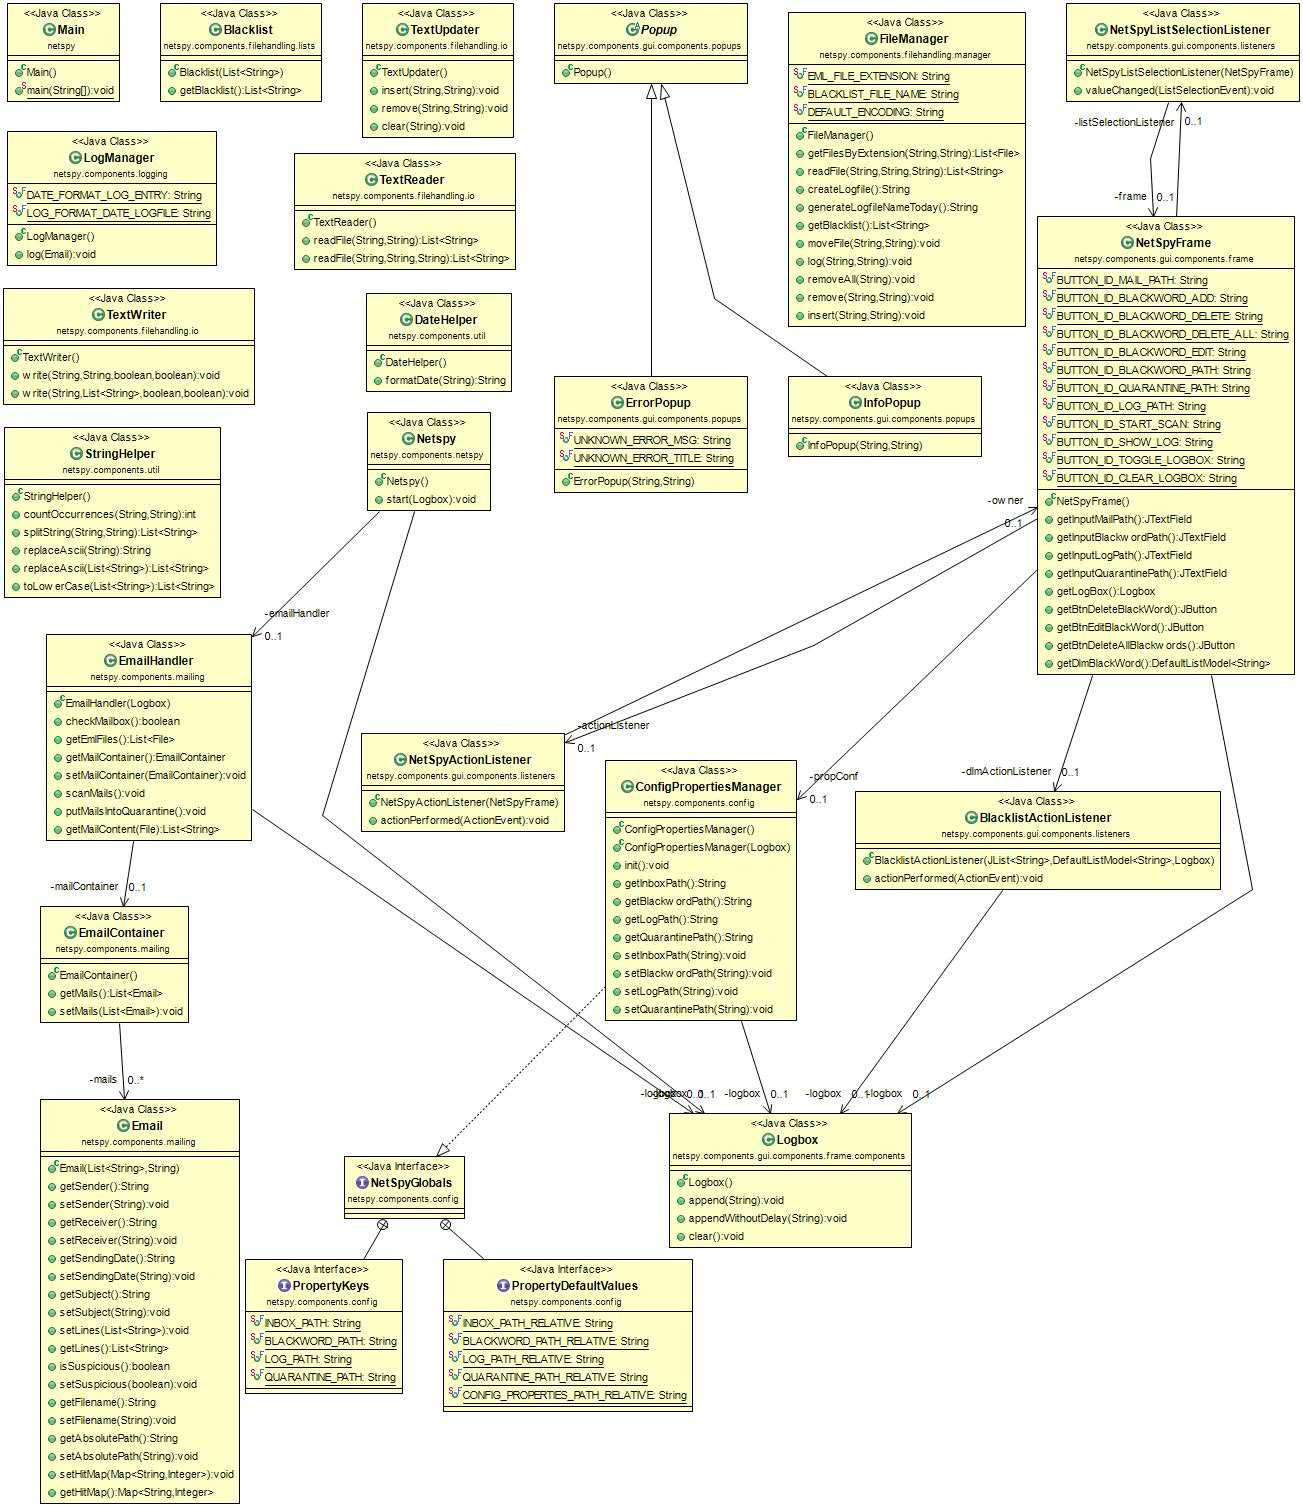 <<Java Class>>
Main
netspy
Main()
main(String[]):void
<<Java Class>>
Blacklist
netspy.components.filehandling.lists
Blacklist(List<String>)
getBlacklist():List<String>
<<Java Class>>
TextUpdater
netspy.components.filehandling.io
TextUpdater()
insert(String,String):void
remove(String,String):void
clear(String):void
<<Java Class>>
Popup
netspy.components.gui.components.popups
Popup()
<<Java Class>>
FileManager
netspy.components.filehandling.manager
EML_FILE_EXTENSION: String
BLACKLIST_FILE_NAME: String
DEFAULT_ENCODING: String
FileManager()
getFilesByExtension(String,String):List<File>
readFile(String,String,String):List<String>
createLogfile():String
generateLogfileNameToday():String
getBlacklist():List<String>
moveFile(String,String):void
log(String,String):void
removeAll(String):void
remove(String,String):void
insert(String,String):void
<<Java Class>>
NetSpyListSelectionListener
netspy.components.gui.components.listeners
NetSpyListSelectionListener(NetSpyFrame)
valueChanged(ListSelectionEvent):void
-listSelectionListener
0..1
-frame
0..1
<<Java Class>>
LogManager
netspy.components.logging
DATE_FORMAT_LOG_ENTRY: String
LOG_FORMAT_DATE_LOGFILE: String
LogManager()
log(Email):void
<<Java Class>>
TextReader
netspy.components.filehandling.io
TextReader()
readFile(String,String):List<String>
readFile(String,String,String):List<String>
<<Java Class>>
NetSpyFrame
netspy.components.gui.components.frame
BUTTON_ID_MAIL_PATH: String
BUTTON_ID_BLACKWORD_ADD: String
BUTTON_ID_BLACKWORD_DELETE: String
BUTTON_ID_BLACKWORD_DELETE_ALL: String
BUTTON_ID_BLACKWORD_EDIT: String
BUTTON_ID_BLACKWORD_PATH: String
BUTTON_ID_QUARANTINE_PATH: String
BUTTON_ID_LOG_PATH: String
BUTTON_ID_START_SCAN: String
BUTTON_ID_SHOW_LOG: String
BUTTON_ID_TOGGLE_LOGBOX: String
BUTTON_ID_CLEAR_LOGBOX: String
NetSpyFrame()
getInputMailPath():JTextField
getInputBlackwordPath():JTextField
getInputLogPath():JTextField
getInputQuarantinePath():JTextField
getLogBox():Logbox
getBtnDeleteBlackWord():JButton
getBtnEditBlackWord():JButton
getBtnDeleteAllBlackwords():JButton
getDlmBlackWord():DefaultListModel<String>
<<Java Class>>
TextWriter
netspy.components.filehandling.io
TextWriter()
write(String,String,boolean,boolean):void
write(String,List<String>,boolean,boolean):void
<<Java Class>>
DateHelper
netspy.components.util
DateHelper()
formatDate(String):String
<<Java Class>>
ErrorPopup
netspy.components.gui.components.popups
UNKNOWN_ERROR_MSG: String
UNKNOWN_ERROR_TITLE: String
ErrorPopup(String,String)
<<Java Class>>
InfoPopup
netspy.components.gui.components.popups
InfoPopup(String,String)
<<Java Class>>
StringHelper
netspy.components.util
StringHelper()
countOccurrences(String,String):int
splitString(String,String):List<String>
replaceAscii(String):String
replaceAscii(List<String>):List<String>
toLowerCase(List<String>):List<String>
<<Java Class>>
Netspy
netspy.components.netspy
Netspy()
start(Logbox):void
-owner
0..1
-emailHandler
0..1
<<Java Class>>
EmailHandler
netspy.components.mailing
EmailHandler(Logbox)
checkMailbox():boolean
getEmlFiles():List<File>
getMailContainer():EmailContainer
setMailContainer(EmailContainer):void
scanMails():void
putMailsIntoQuarantine():void
getMailContent(File):List<String>
-actionListener
0..1
<<Java Class>>
NetSpyActionListener
netspy.components.gui.components.listeners
NetSpyActionListener(NetSpyFrame)
actionPerformed(ActionEvent):void
-propConf
0..1
<<Java Class>>
ConfigPropertiesManager
netspy.components.config
ConfigPropertiesManager()
ConfigPropertiesManager(Logbox)
init():void
getInboxPath():String
getBlackwordPath():String
getLogPath():String
getQuarantinePath():String
setInboxPath(String):void
setBlackwordPath(String):void
setLogPath(String):void
setQuarantinePath(String):void
-dlmActionListener
0..1
<<Java Class>>
BlacklistActionListener
netspy.components.gui.components.listeners
BlacklistActionListener(JList<String>,DefaultListModel<String>,Logbox)
actionPerformed(ActionEvent):void
-mailContainer
0..1
<<Java Class>>
EmailContainer
netspy.components.mailing
EmailContainer()
getMails():List<Email>
setMails(List<Email>):void
-mails
0..*
<<Java Class>>
Email
netspy.components.mailing
Email(List<String>,String)
getSender():String
setSender(String):void
getReceiver():String
setReceiver(String):void
getSendingDate():String
setSendingDate(String):void
getSubject():String
setSubject(String):void
setLines(List<String>):void
getLines():List<String>
isSuspicious():boolean
setSuspicious(boolean):void
getFilename():String
setFilename(String):void
getAbsolutePath():String
setAbsolutePath(String):void
setHitMap(Map<String,Integer>):void
getHitMap():Map<String,Integer>
-logbox
0..1
-logbox
0..1
-logbox
0..1
-logbox
0..1
-logbox
0..1
<<Java Class>>
Logbox
netspy.components.gui.components.frame.components
Logbox()
append(String):void
appendWithoutDelay(String):void
clear():void
<<Java Interface>>
NetSpyGlobals
netspy.components.config
<<Java Interface>>
PropertyKeys
netspy.components.config
INBOX_PATH: String
BLACKWORD_PATH: String
LOG_PATH: String
QUARANTINE_PATH: String
<<Java Interface>>
PropertyDefaultValues
netspy.components.config
INBOX_PATH_RELATIVE: String
BLACKWORD_PATH_RELATIVE: String
LOG_PATH_RELATIVE: String
QUARANTINE_PATH_RELATIVE: String
CONFIG_PROPERTIES_PATH_RELATIVE: String